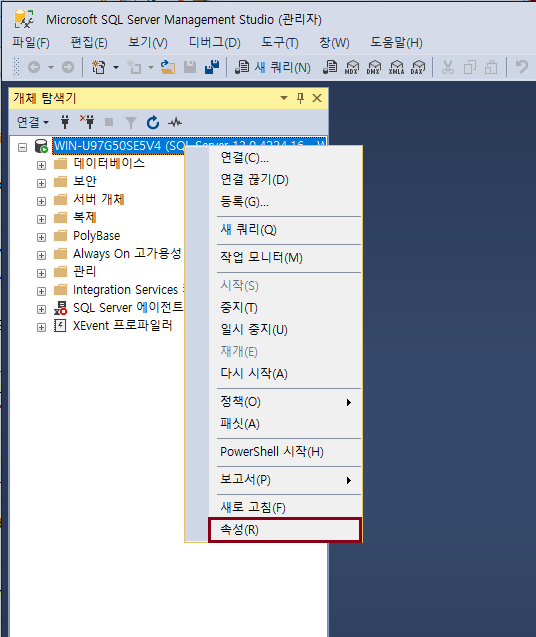 Microsoft SQL Server Management Studio (관리자)
파일(F) 편집(E) 보기(V) 디버그(D) 도구(T) 창(W) 도움말(H)
새 쿼리(N) MDX DMX XMLA DAX
개체 탐색기
연결
WIN-U97G50SE5V4 (SQL Server 13.0.4224.16 - W
데이터베이스
보안
서버 개체
복제
PolyBase
Always On 고가용성
관리
Integration Services
SQL Server 에이전트
XEvent 프로파일러
연결(C)...
연결 끊기(D)
등록(G)...
새 쿼리(Q)
작업 모니터(M)
시작(S)
중지(T)
일시 중지(U)
재개(E)
다시 시작(A)
정책(O)
패싯(A)
PowerShell 시작(H)
보고서(P)
새로 고침(F)
속성(R)